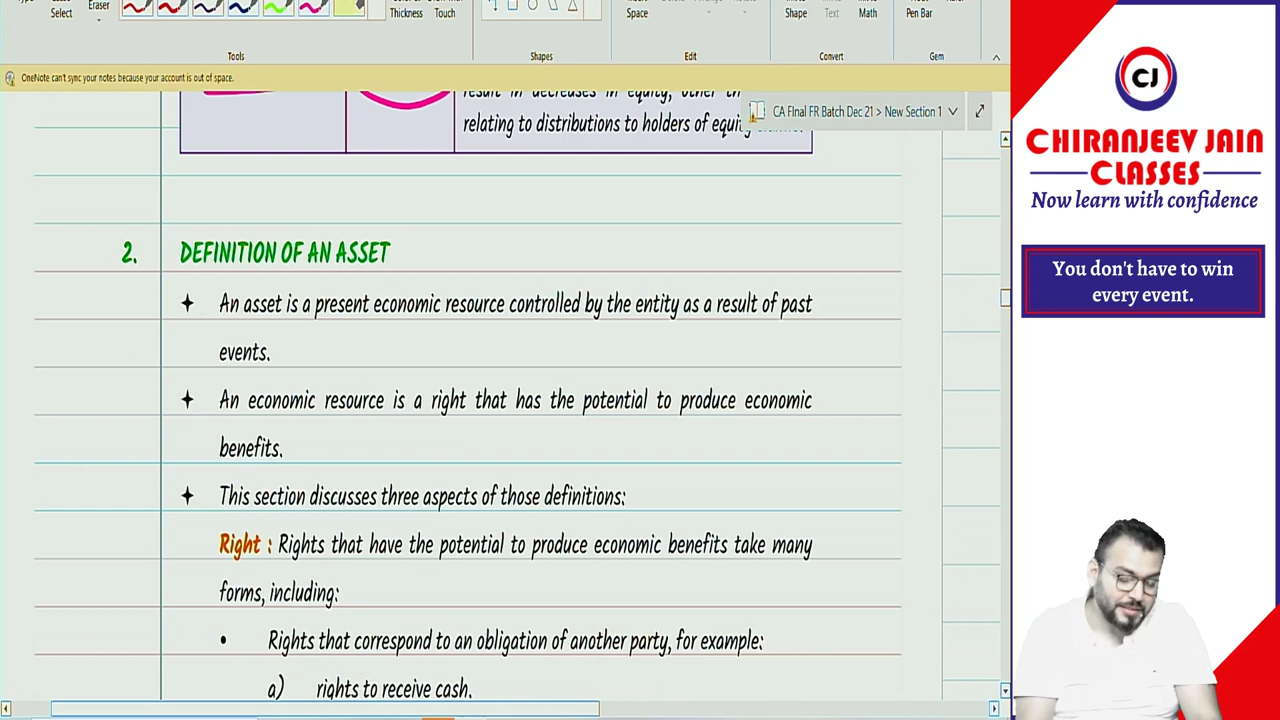 Eraser
Select
Thickness
Touch
Space
Shape
Text
Math
Pen Bar
Tools
Shapes
Edit
Convert
Gem
OneNote can't sync your notes because your account is out of space.
result in decreases in equity, other
CA FInal FR Batch Dec 21 > New Section 1
relating to distributions to holders of
2. DEFINITION OF AN ASSET
An asset is a present economic resource controlled by the entity as a result of past
events.
An economic resource is a right that has the potential to produce economic
benefits.
This section discusses three aspects of those definitions:
Right : Rights that have the potential to produce economic benefits take many
forms, including:
• Rights that correspond to an obligation of another party, for example:
a) rights to receive cash.
CJ
CHIRANJEEV JAIN
CLASSES
Now learn with confidence
You don't have to win
every event.